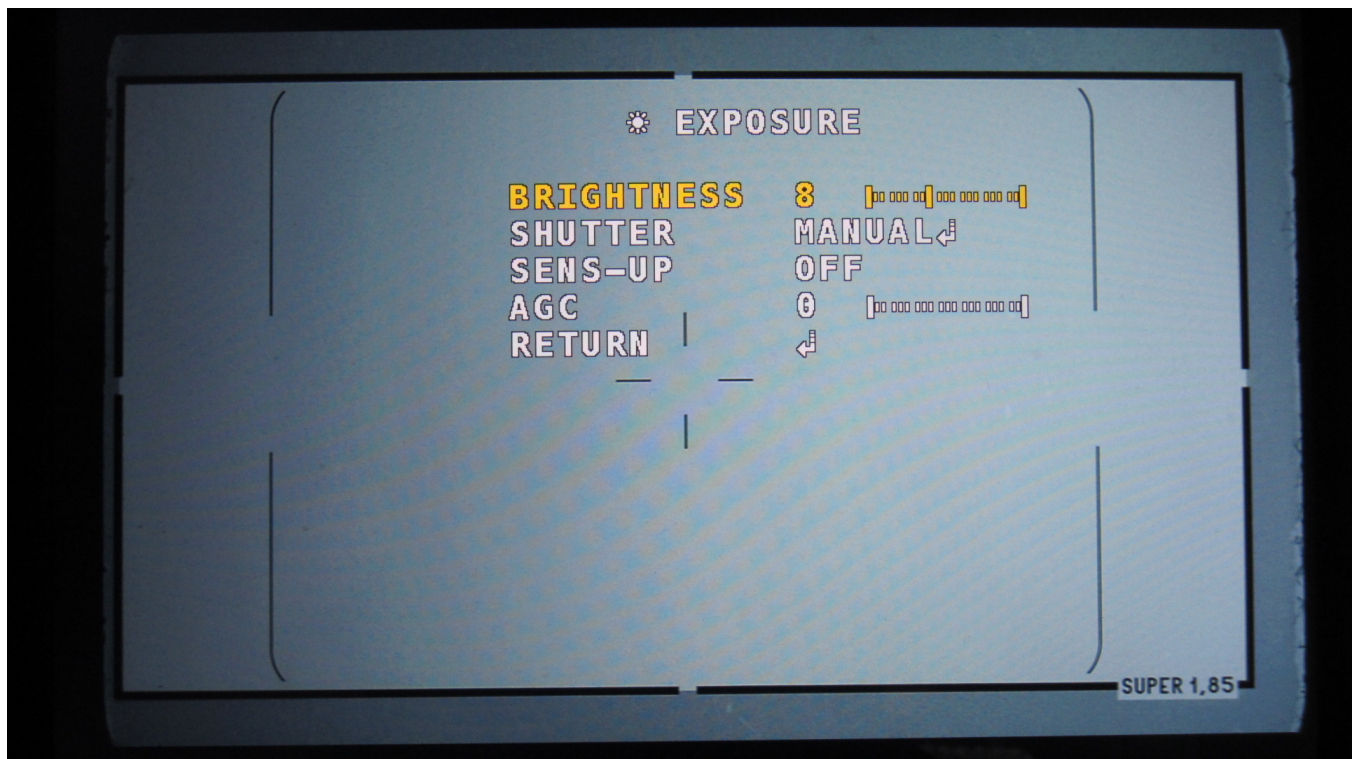 EXPOSURE
BRIGHTNESS 8
SHUTTER MANUAL↲
SENS-UP OFF
AGC 0
RETURN ↲
SUPER 1,85